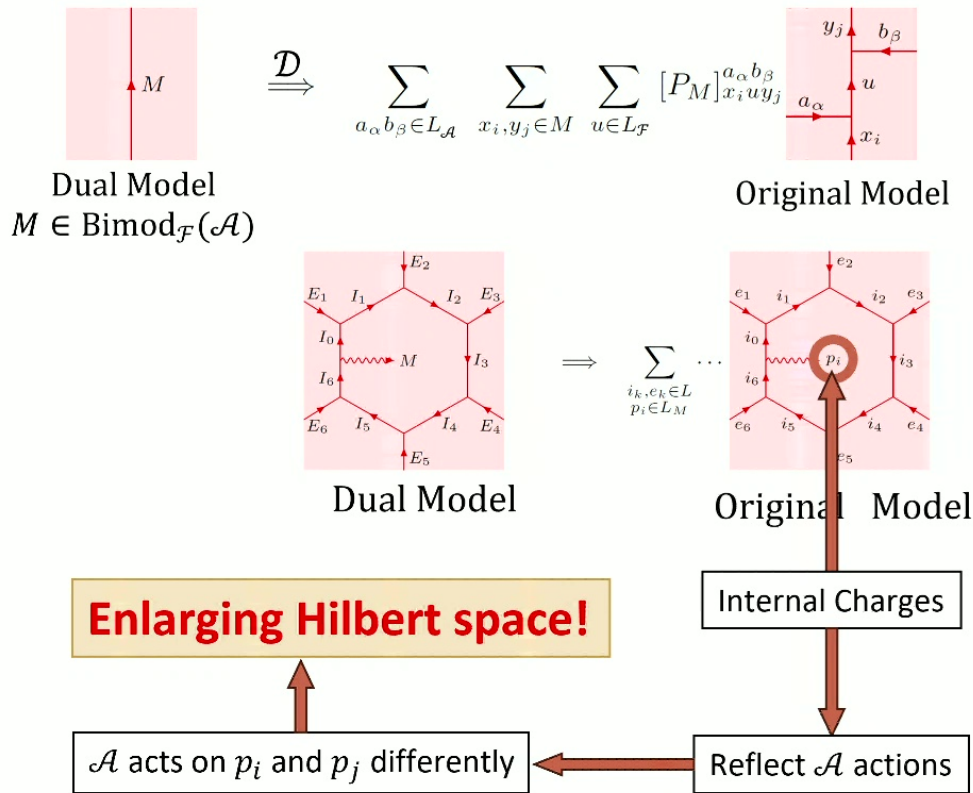 M
𝒟
⟹
∑ a_α b_β∈L_𝒜 ∑ x_i, y_j∈M ∑ u∈L_ℱ [P_M]^{a_α b_β}_{x_i u y_j}
y_j
b_β
u
a_α
x_i
Dual Model
M ∈ Bimod_ℱ(𝒜)
Original Model
E_2
E_1 I_1 I_2 E_3
I_0
M I_3
I_6
E_6 I_5 I_4 E_4
E_5
⟹ ∑ i_k, e_k∈L p_i∈L_M ⋯
e_2
e_1 i_1 i_2 e_3
i_0
p_i i_3
i_6
e_6 i_5 i_4 e_4
e_5
Dual Model
Original Model
Enlarging Hilbert space!
Internal Charges
𝒜 acts on p_i and p_j differently
Reflect 𝒜 actions